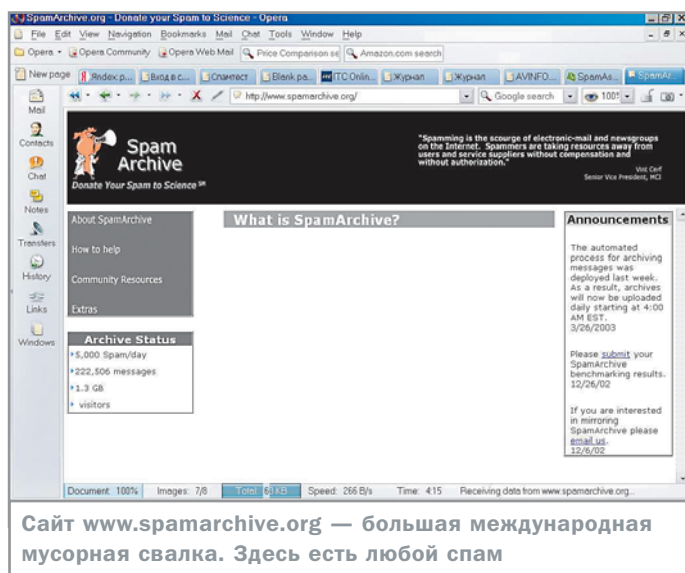 SpamArchive.org - Donate your Spam to Science - Opera
File Edit View Navigation Bookmarks Mail Chat Tools Window Help
Opera Opera Community Opera Web Mail Price Comparison se Amazon.com search
New page Яndex.p... Вход в с... Спамтест Blank pa... ITC Onlin... Журнал Журнал AVINFO... SpamAs... SpamAr...
http://www.spamarchive.org/ Google search 100%
Mail
Contacts
Chat
Notes
Transfers
History
Links
Windows
Spam
Archive
Donate Your Spam to Science SM
"Spamming is the scourge of electronic-mail and newsgroups
on the Internet. Spammers are taking resources away from
users and service suppliers without compensation and
without authorization."
Vint Cerf
Senior Vice President, MCI
About SpamArchive
How to help
Community Resources
Extras
Archive Status
5,000 Spam/day
222,506 messages
1.3 GB
visitors
What is SpamArchive?
Announcements
The automated
process for archiving
messages was
deployed last week.
As a result, archives
will now be uploaded
daily starting at 4:00
AM EST.
3/26/2003
Please submit your
SpamArchive
benchmarking results.
12/26/02
If you are interested
in mirroring
SpamArchive please
email us.
12/6/02
Document: 100% Images: 7/8 Total: KB Speed: 266 B/s Time: 4:15 Receiving data from www.spamarchive.org...
Сайт www.spamarchive.org — большая международная
мусорная свалка. Здесь есть любой спам